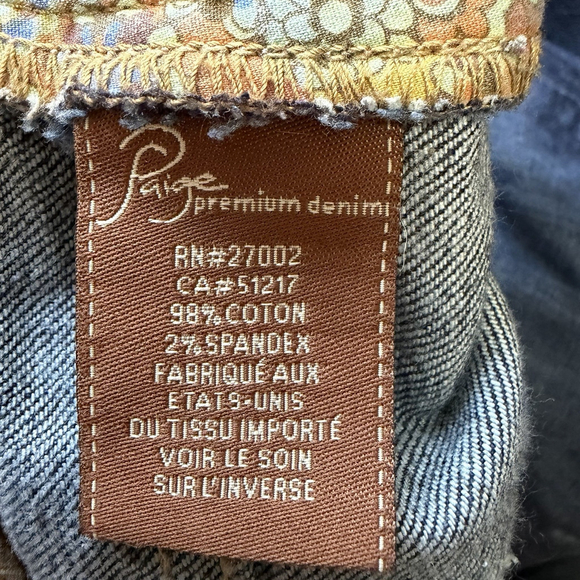 Paige
premium denim
RN#27002
CA#51217
98%COTON
2%SPANDEX
FABRIQUÉ AUX
ETATS-UNIS
DU TISSU IMPORTÉ
VOIR LE SOIN
SUR L'INVERSE